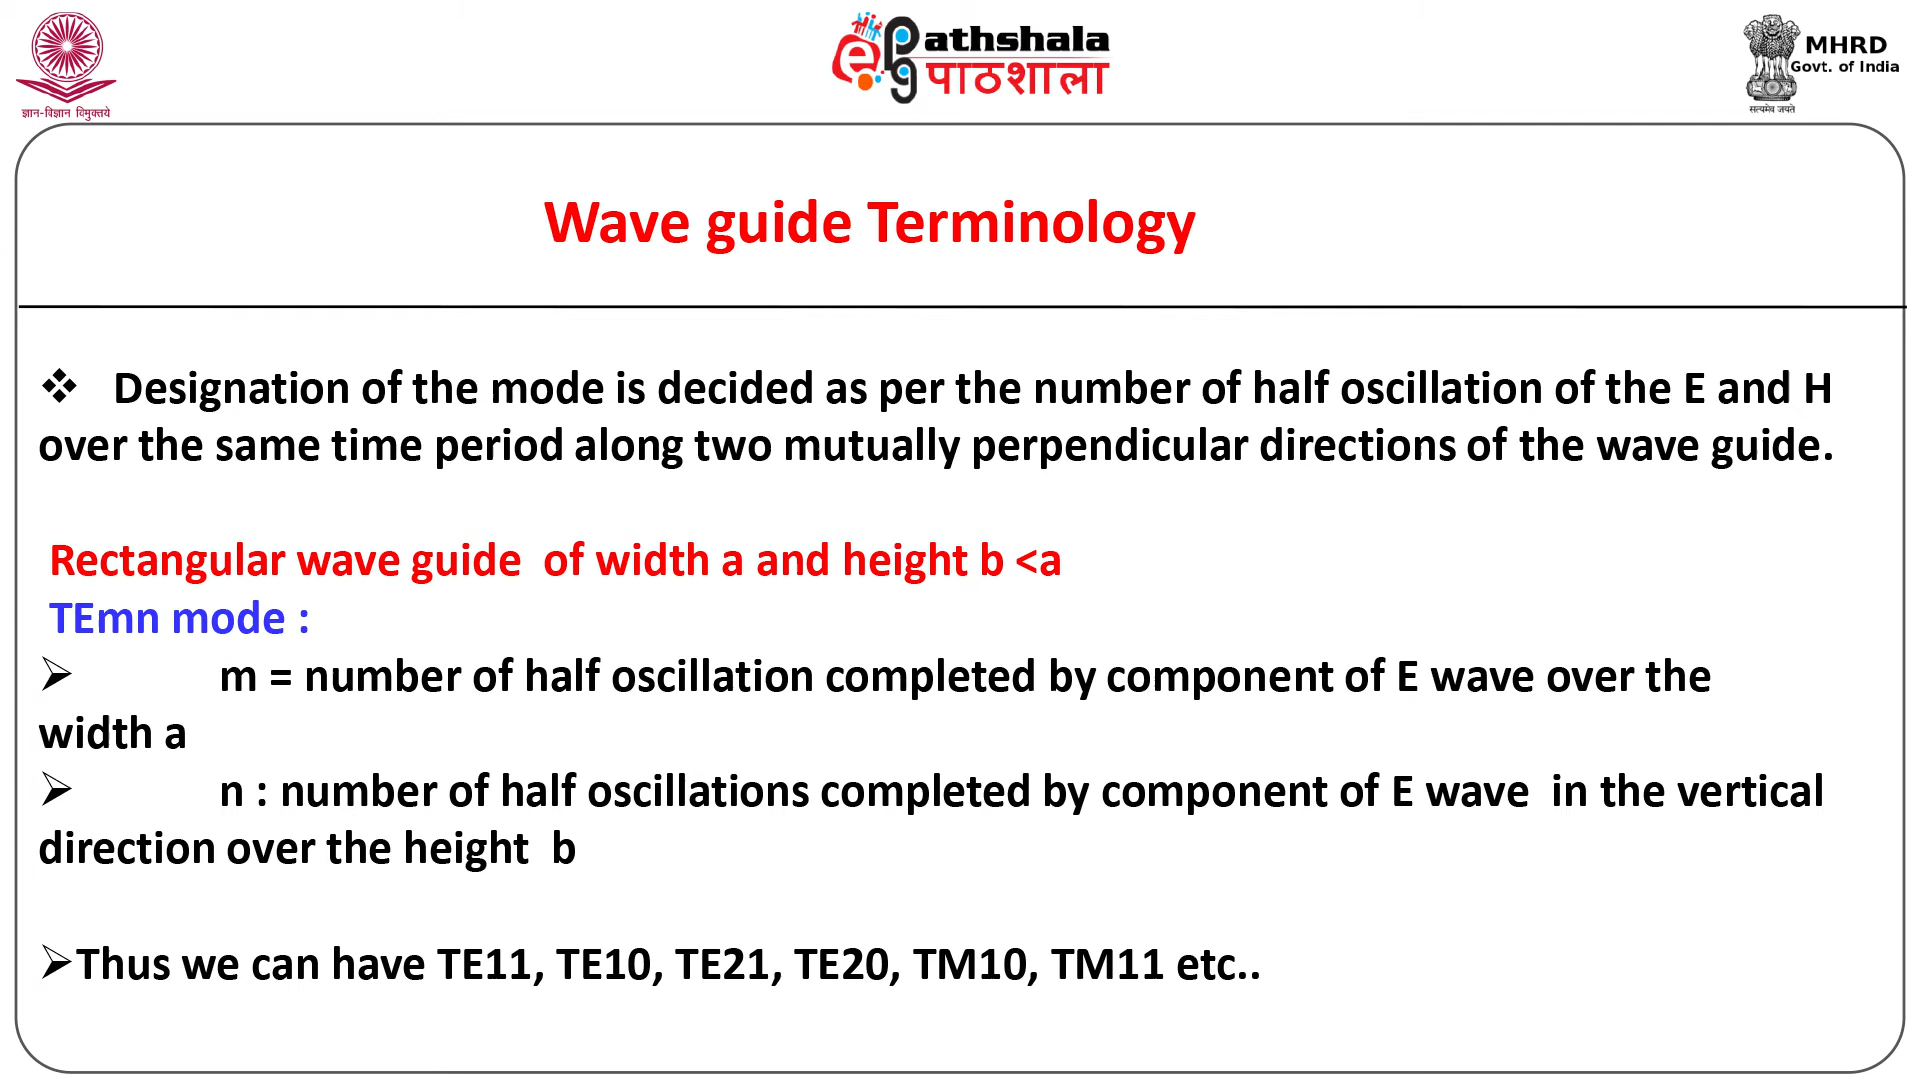 ज्ञान-विज्ञान विमुक्तये
ePathshala
पाठशाला
MHRD
Govt. of India
सत्यमेव जयते
Wave guide Terminology
❖ Designation of the mode is decided as per the number of half oscillation of the E and H
over the same time period along two mutually perpendicular directions of the wave guide.
Rectangular wave guide of width a and height b <a
TEmn mode :
➢ m = number of half oscillation completed by component of E wave over the
width a
➢ n : number of half oscillations completed by component of E wave in the vertical
direction over the height b
➢Thus we can have TE11, TE10, TE21, TE20, TM10, TM11 etc..